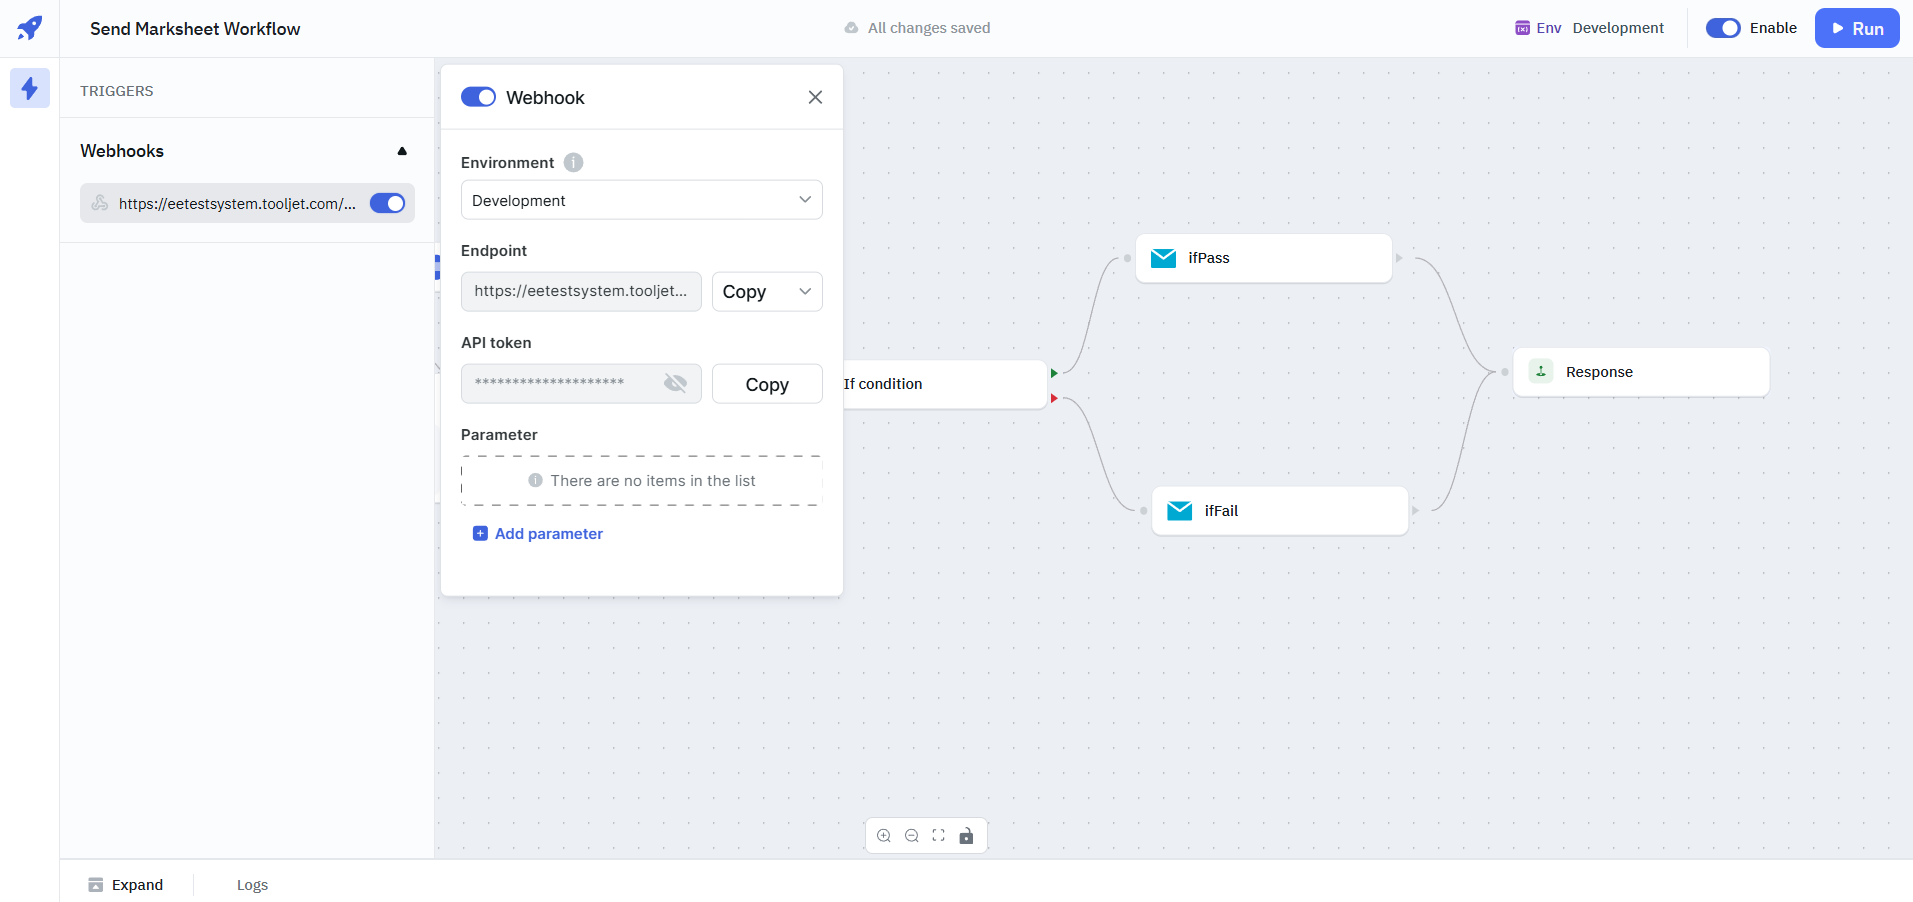 Send Marksheet Workflow
All changes saved
Env Development
Enable
Run
TRIGGERS
Webhooks
https://eetestsystem.tooljet.com/...
Webhook
Environment
Development
Endpoint
https://eetestsystem.tooljet...
Copy
API token
********************
Copy
Parameter
There are no items in the list
Add parameter
If condition
ifPass
ifFail
Response
Expand
Logs